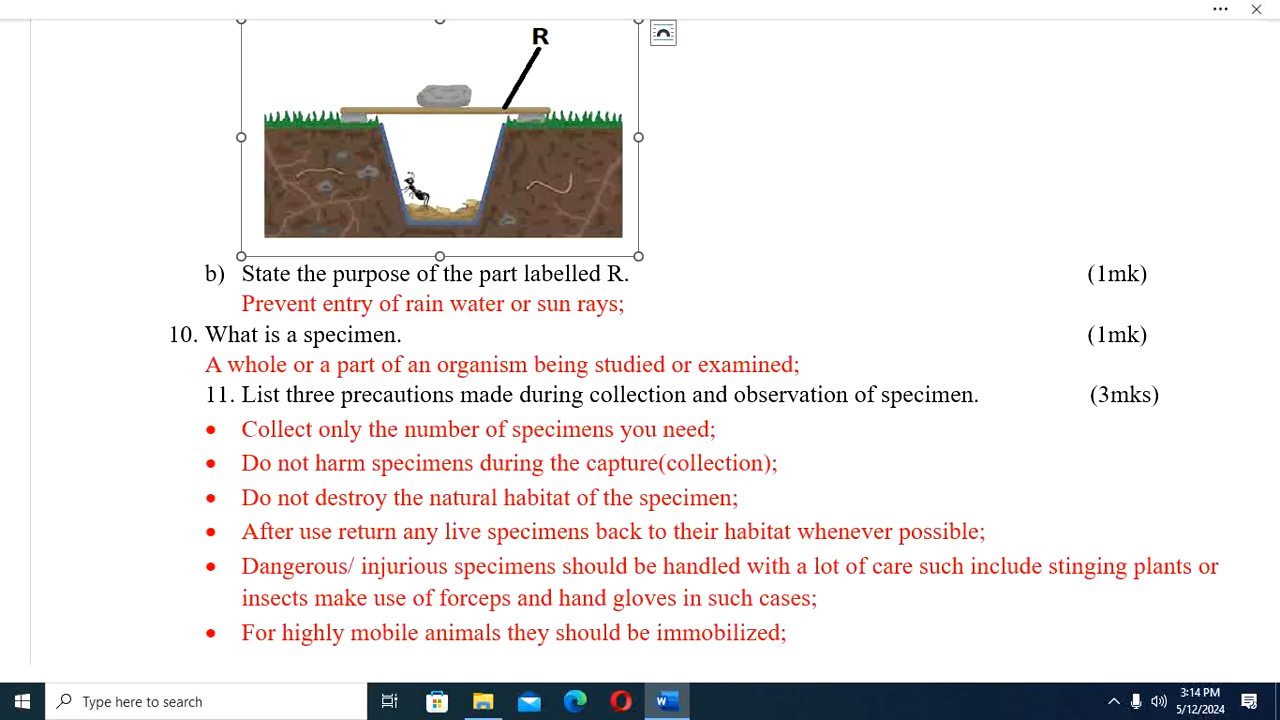 R
b) State the purpose of the part labelled R. (1mk)
Prevent entry of rain water or sun rays;
10. What is a specimen. (1mk)
A whole or a part of an organism being studied or examined;
11. List three precautions made during collection and observation of specimen. (3mks)
• Collect only the number of specimens you need;
• Do not harm specimens during the capture(collection);
• Do not destroy the natural habitat of the specimen;
• After use return any live specimens back to their habitat whenever possible;
• Dangerous/ injurious specimens should be handled with a lot of care such include stinging plants or
insects make use of forceps and hand gloves in such cases;
• For highly mobile animals they should be immobilized;
Type here to search
3:14 PM
5/12/2024